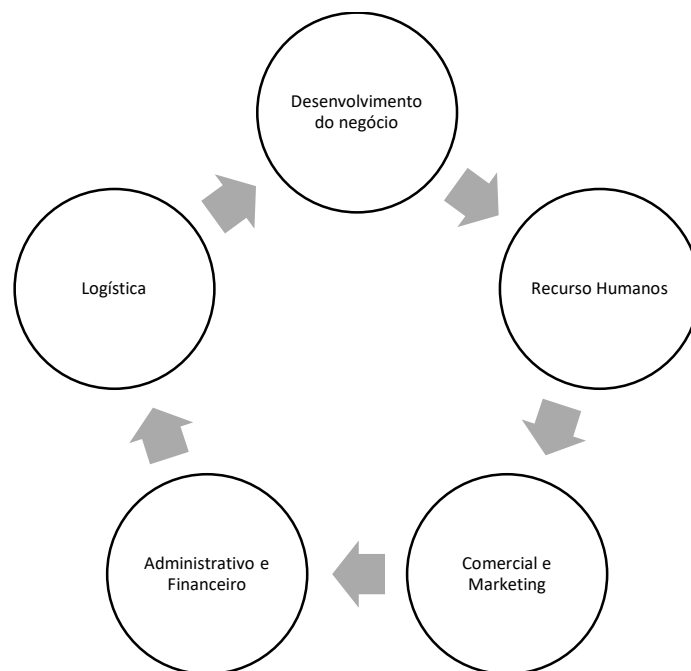 Desenvolvimento
do negócio
Recurso Humanos
Comercial e
Marketing
Administrativo e
Financeiro
Logística